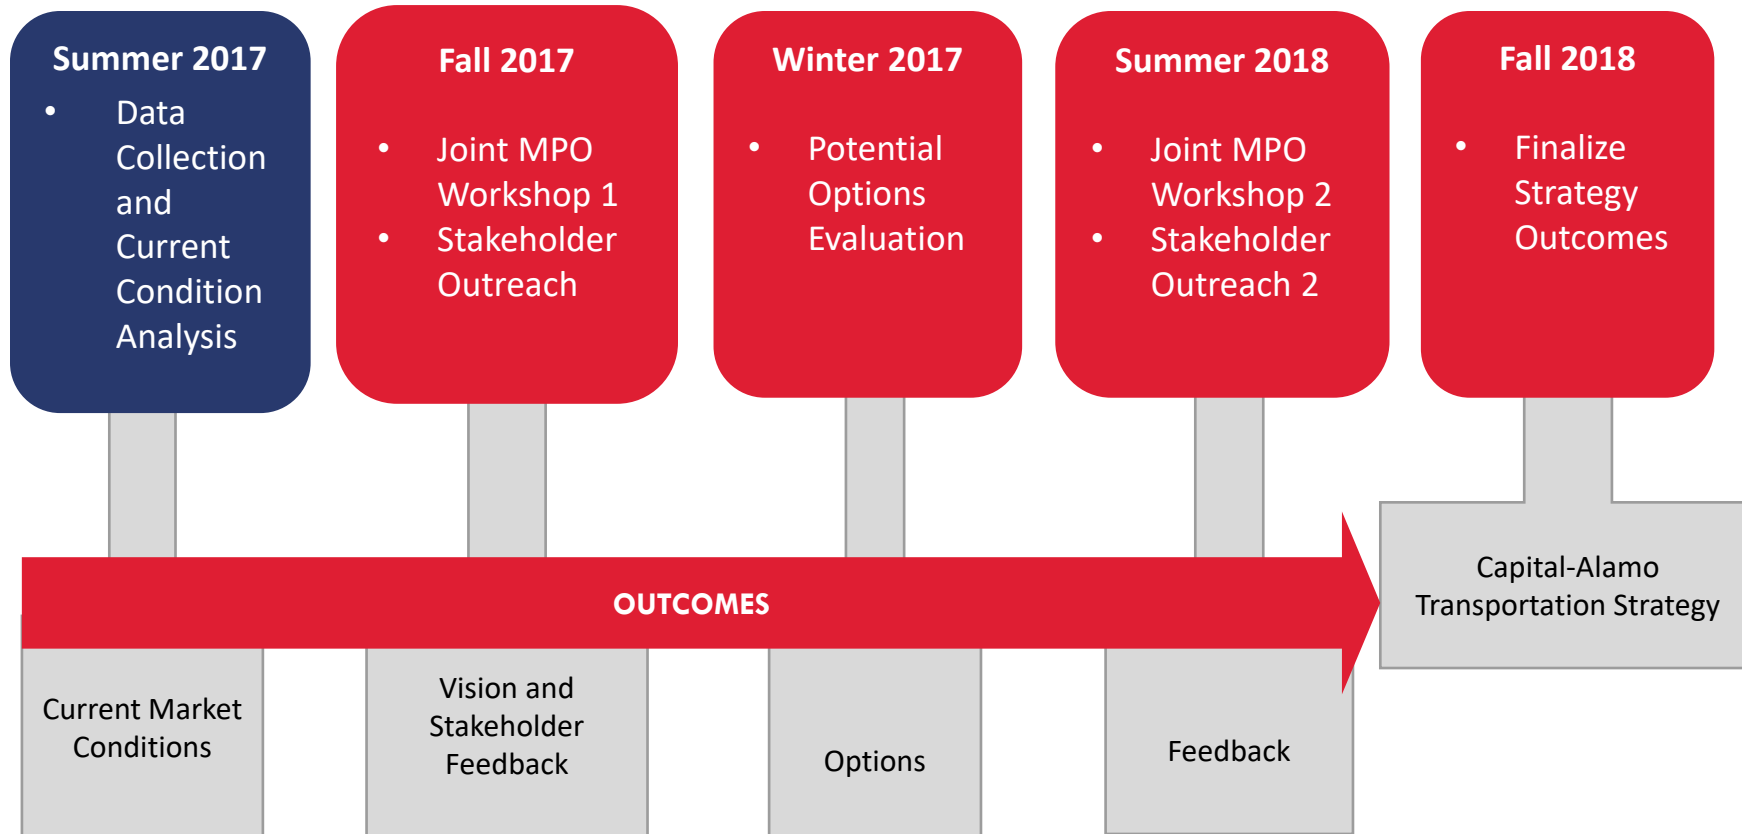 Summer 2017
• Data
Collection
and
Current
Condition
Analysis
Fall 2017
• Joint MPO
Workshop 1
• Stakeholder
Outreach
Winter 2017
• Potential
Options
Evaluation
Summer 2018
• Joint MPO
Workshop 2
• Stakeholder
Outreach 2
Fall 2018
• Finalize
Strategy
Outcomes
OUTCOMES
Current Market
Conditions
Vision and
Stakeholder
Feedback
Options
Feedback
Capital-Alamo
Transportation Strategy